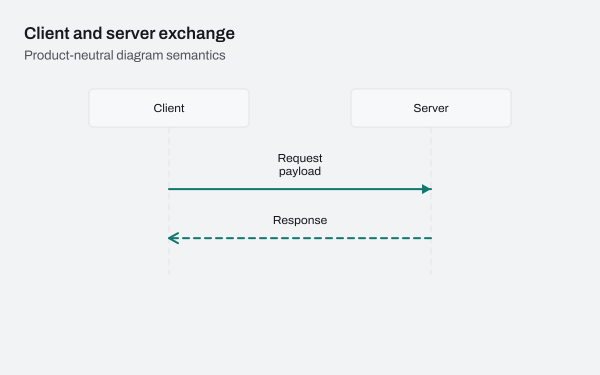 Client and server exchange
Product-neutral diagram semantics
Client
Server
Request
payload
Response